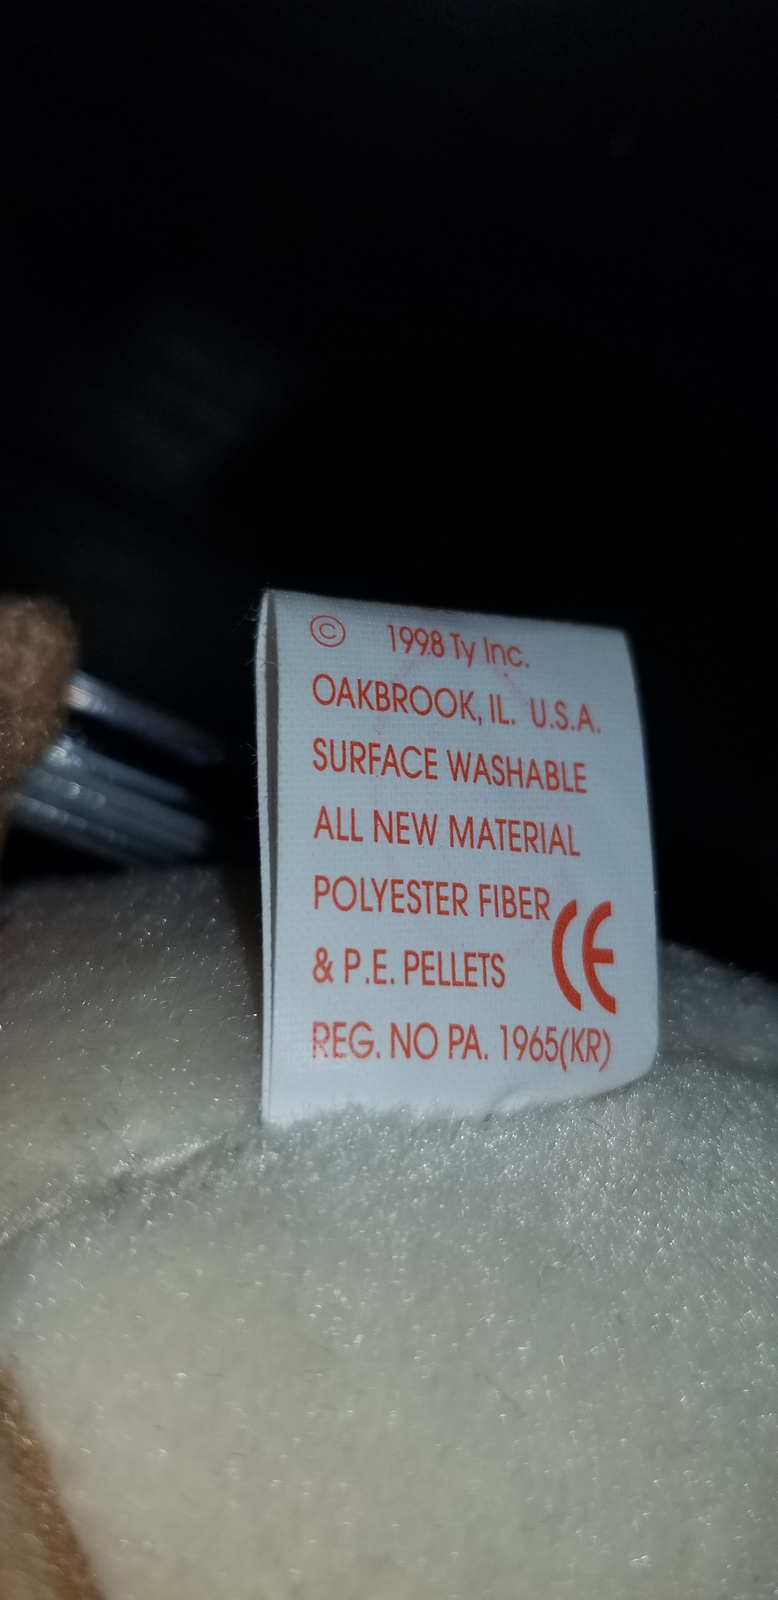 © 1998 Ty Inc.
OAKBROOK, IL. U.S.A.
SURFACE WASHABLE
ALL NEW MATERIAL
POLYESTER FIBER
& P.E. PELLETS
CE
REG. NO PA. 1965(KR)